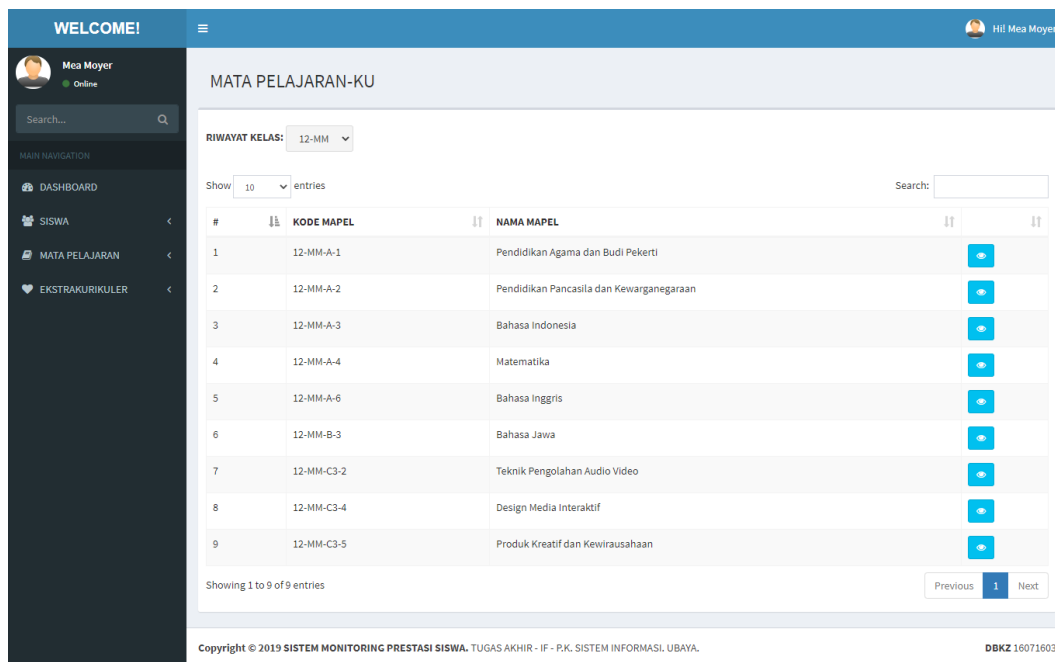 WELCOME!
Hi! Mea Moyer
Mea Moyer
Online
Search...
MAIN NAVIGATION
DASHBOARD
SISWA
MATA PELAJARAN
EKSTRAKURIKULER
MATA PELAJARAN-KU
RIWAYAT KELAS: 12-MM
Show 10 entries Search:
# KODE MAPEL NAMA MAPEL
1 12-MM-A-1 Pendidikan Agama dan Budi Pekerti
2 12-MM-A-2 Pendidikan Pancasila dan Kewarganegaraan
3 12-MM-A-3 Bahasa Indonesia
4 12-MM-A-4 Matematika
5 12-MM-A-6 Bahasa Inggris
6 12-MM-B-3 Bahasa Jawa
7 12-MM-C3-2 Teknik Pengolahan Audio Video
8 12-MM-C3-4 Design Media Interaktif
9 12-MM-C3-5 Produk Kreatif dan Kewirausahaan
Showing 1 to 9 of 9 entries Previous 1 Next
Copyright © 2019 SISTEM MONITORING PRESTASI SISWA. TUGAS AKHIR - IF - P.K. SISTEM INFORMASI. UBAYA. DBKZ 16071603